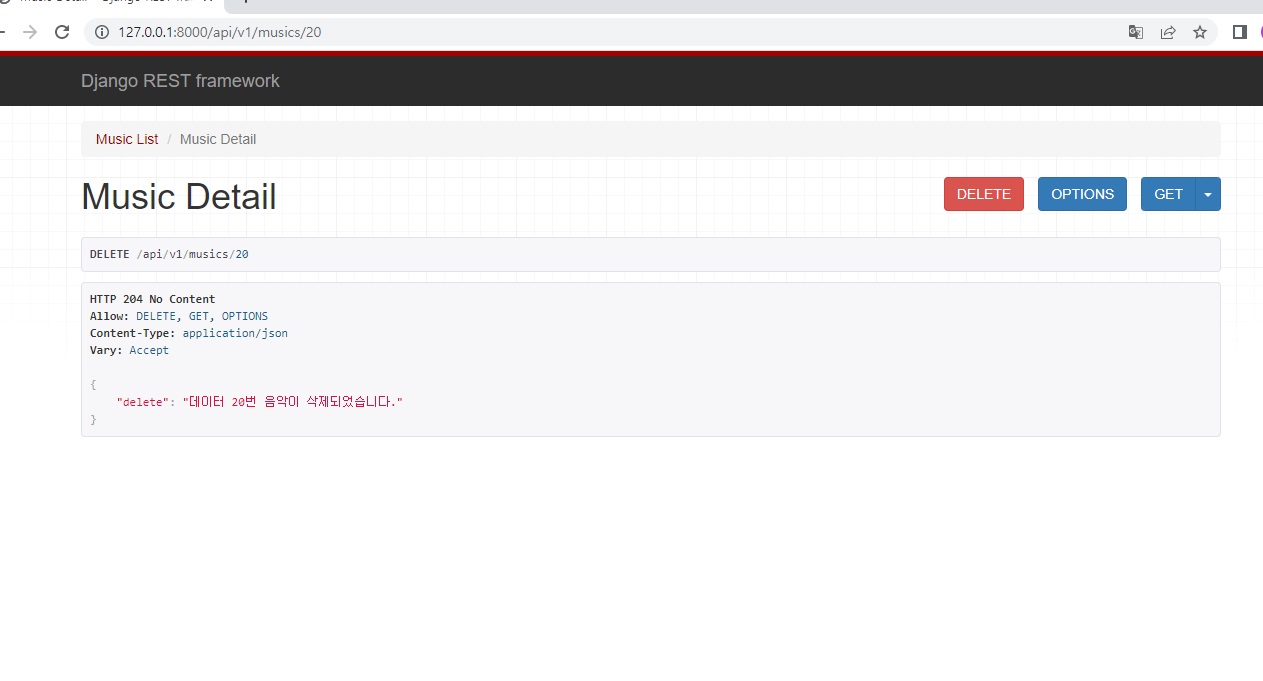 127.0.0.1:8000/api/v1/musics/20
Django REST framework
Music List / Music Detail
Music Detail
DELETE OPTIONS GET
DELETE /api/v1/musics/20
HTTP 204 No Content
Allow: DELETE, GET, OPTIONS
Content-Type: application/json
Vary: Accept
{
"delete": "데이터 20번 음악이 삭제되었습니다."
}